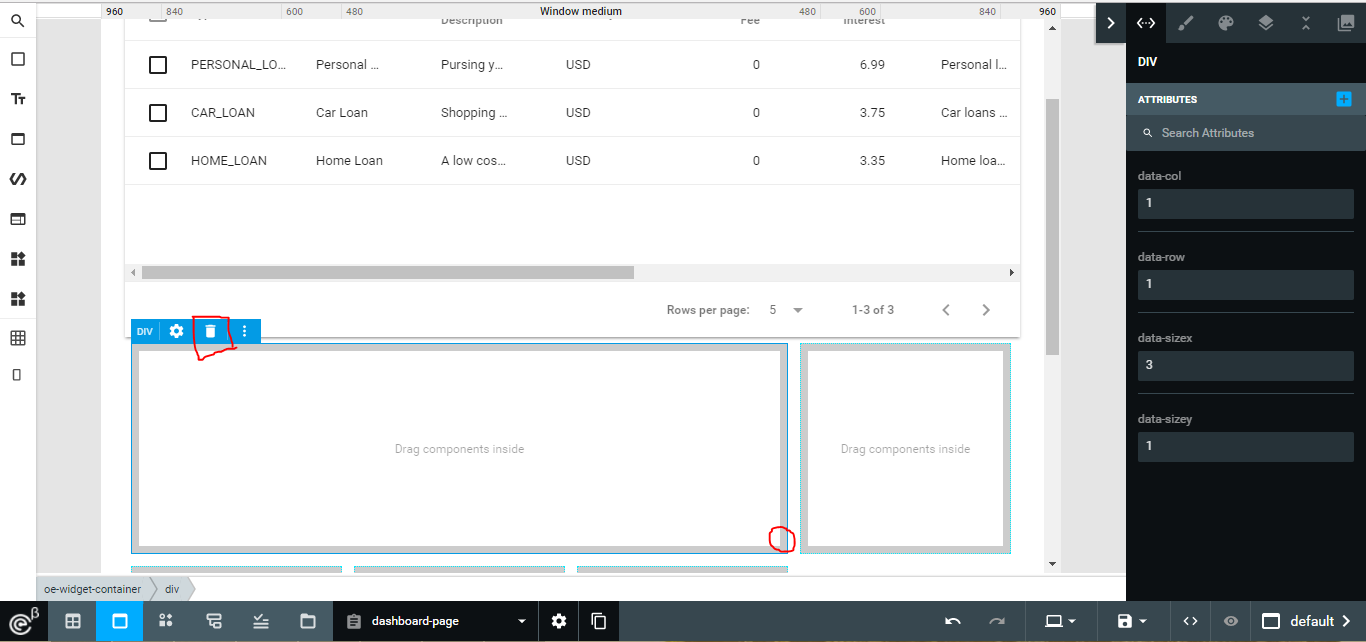 960 840 600 480 Window medium 480 600 840 960
Description Fee Interest
PERSONAL_LO... Personal ... Pursing y... USD 0 6.99 Personal l...
CAR_LOAN Car Loan Shopping ... USD 0 3.75 Car loans ...
HOME_LOAN Home Loan A low cos... USD 0 3.35 Home loa...
Rows per page: 5 1-3 of 3
DIV
Drag components inside
Drag components inside
oe-widget-container div
dashboard-page
default
DIV
ATTRIBUTES
Search Attributes
data-col
1
data-row
1
data-sizex
3
data-sizey
1
Tт
β